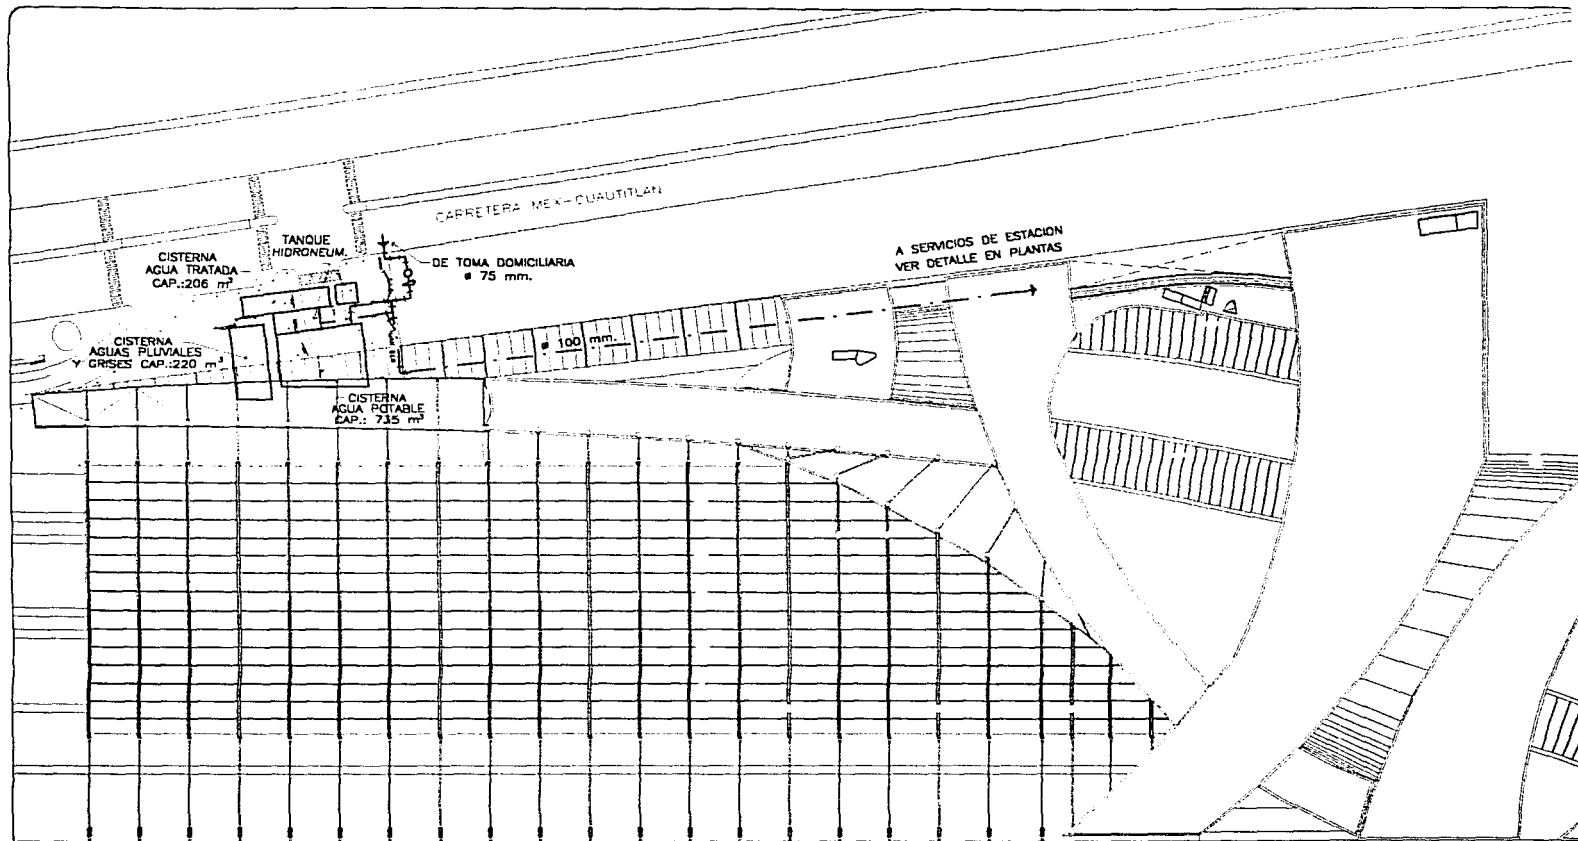 CARRETERA MEX-CUAUTITLAN
TANQUE
HIDRONEUM.
CISTERNA
AGUA TRATADA
CAP.:206 m³
DE TOMA DOMICILIARIA
ø 75 mm.
A SERVICIOS DE ESTACION
VER DETALLE EN PLANTAS
CISTERNA
AGUAS PLUVIALES
Y GRISES CAP.:220 m³
ø 100 mm.
CISTERNA
AGUA POTABLE
CAP.: 735 m³